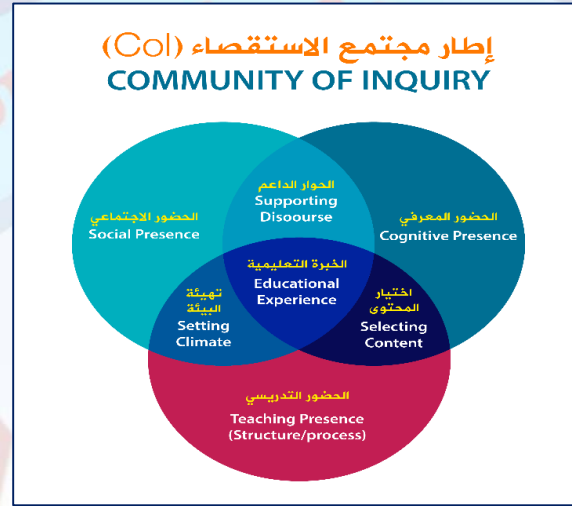 إطار مجتمع الاستقصاء (CoI)
COMMUNITY OF INQUIRY
الحوار الداعم
Supporting
Disoourse
الحضور الاجتماعي
Social Presence
الحضور المعرفي
Cognitive Presence
الخبرة التعليمية
Educational
Experience
تهيئة
البيئة
Setting
Climate
اختيار
المحتوى
Selecting
Content
الحضور التدريسي
Teaching Presence
(Structure/process)